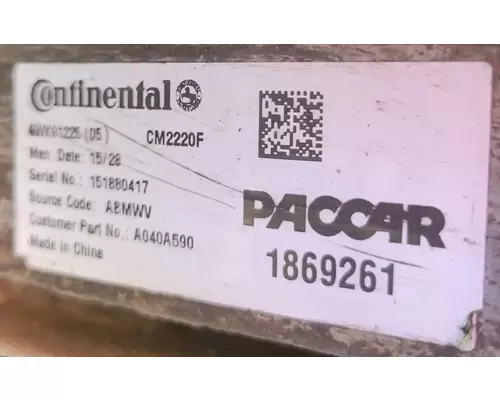 Continental
CM2220F
Man. Date: 15/28
Serial No.: 151880417
Source Code: ABMWV
Customer Part No.: A040A590
Made in China
PACCAR
1869261